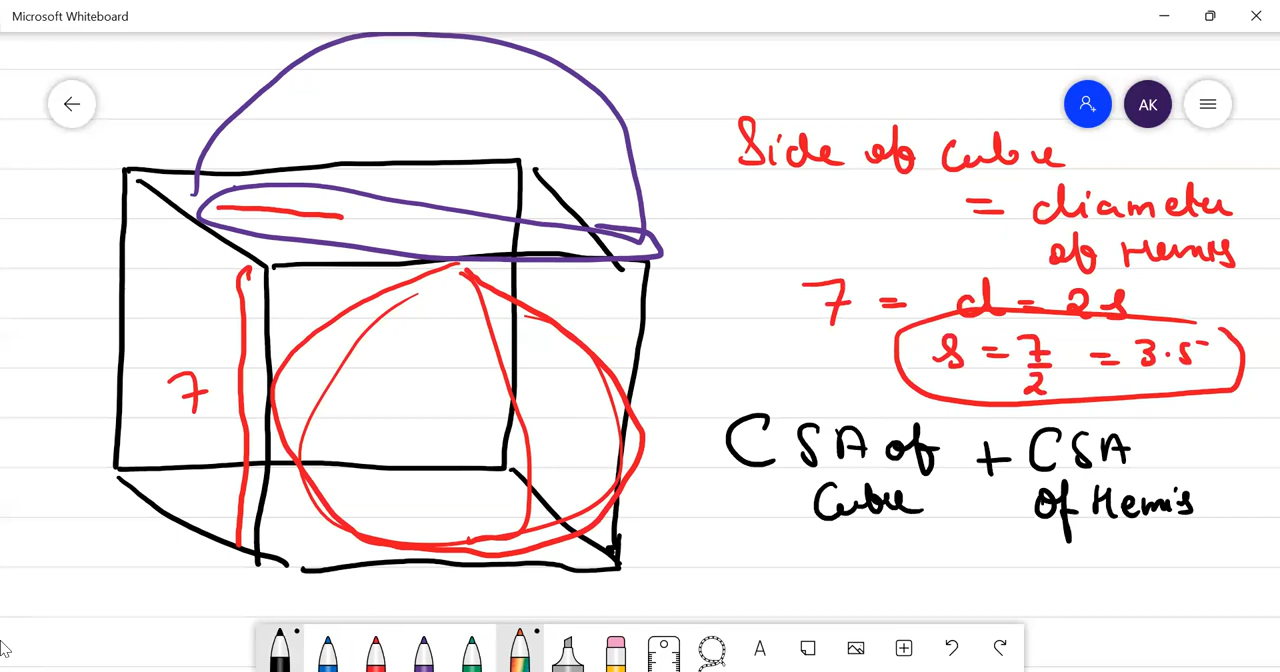 Microsoft Whiteboard
AK
Side of cube
= diameter
of Hemis
7 = d = 2r
r = 7/2 = 3.5
7
CSA of + CSA
Cube of Hemis
A